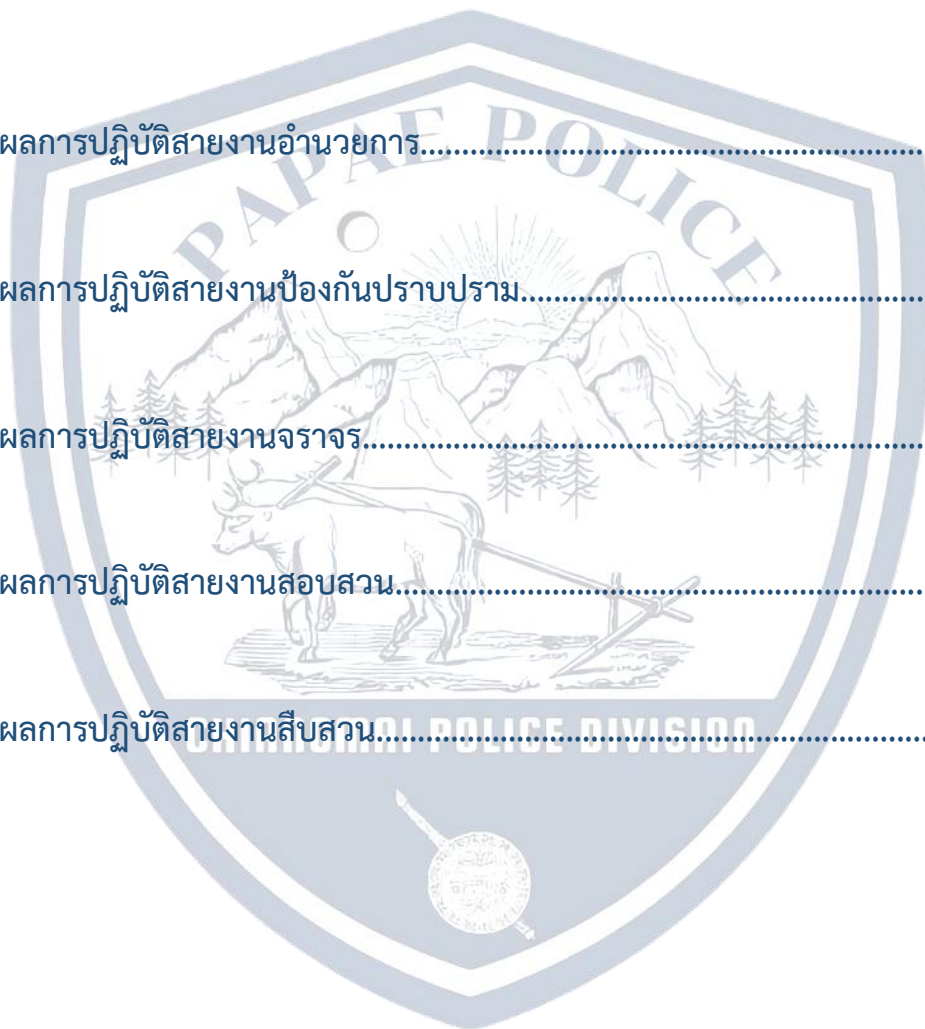 PAPAE POLICE
ผลการปฏิบัติสายงานอำนวยการ................................................................
ผลการปฏิบัติสายงานป้องกันปราบปราม................................................
ผลการปฏิบัติสายงานจราจร......................................................................
ผลการปฏิบัติสายงานสอบสวน..................................................................
ผลการปฏิบัติสายงานสืบสวน....................................................................
CHIANGMAI POLICE DIVISION